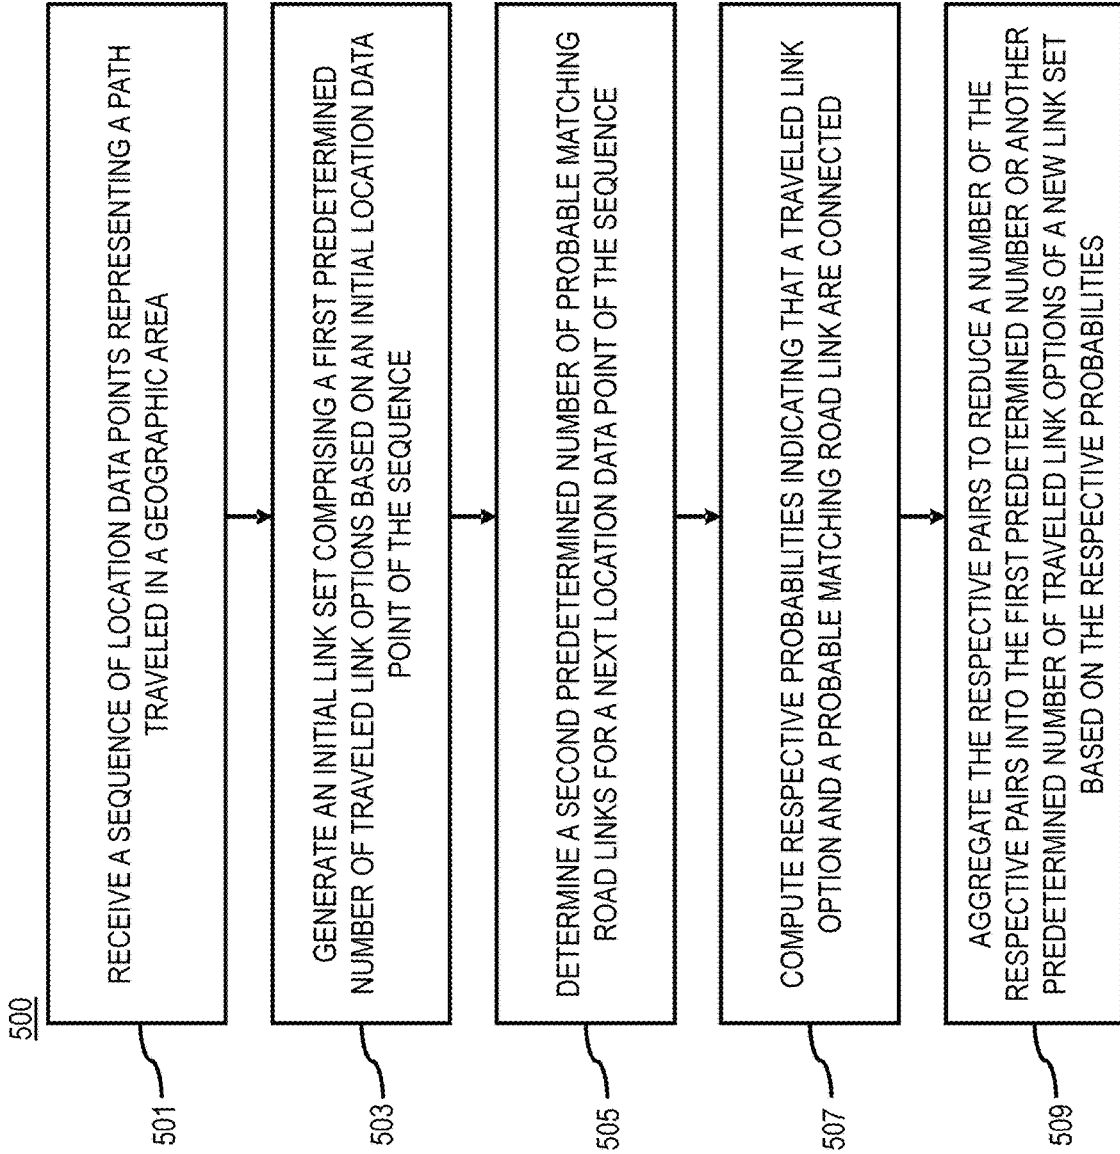 500
501
RECEIVE A SEQUENCE OF LOCATION DATA POINTS REPRESENTING A PATH
TRAVELED IN A GEOGRAPHIC AREA
503
GENERATE AN INITIAL LINK SET COMPRISING A FIRST PREDETERMINED
NUMBER OF TRAVELED LINK OPTIONS BASED ON AN INITIAL LOCATION DATA
POINT OF THE SEQUENCE
505
DETERMINE A SECOND PREDETERMINED NUMBER OF PROBABLE MATCHING
ROAD LINKS FOR A NEXT LOCATION DATA POINT OF THE SEQUENCE
507
COMPUTE RESPECTIVE PROBABILITIES INDICATING THAT A TRAVELED LINK
OPTION AND A PROBABLE MATCHING ROAD LINK ARE CONNECTED
509
AGGREGATE THE RESPECTIVE PAIRS TO REDUCE A NUMBER OF THE
RESPECTIVE PAIRS INTO THE FIRST PREDETERMINED NUMBER OR ANOTHER
PREDETERMINED NUMBER OF TRAVELED LINK OPTIONS OF A NEW LINK SET
BASED ON THE RESPECTIVE PROBABILITIES